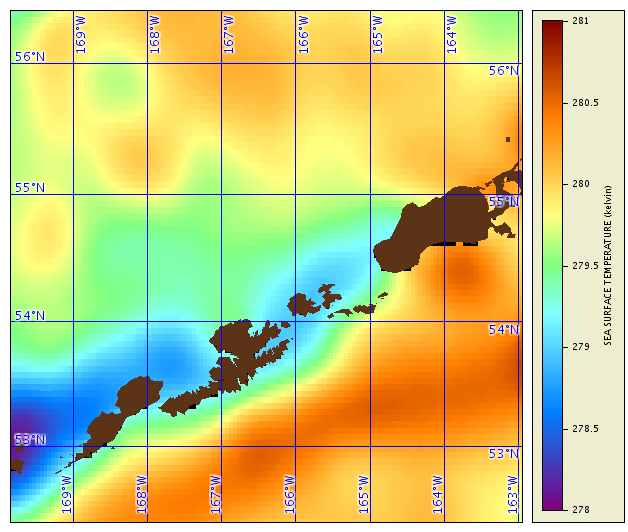 169°W 168°W 167°W 166°W 165°W 164°W
56°N 56°N
55°N 55°N
54°N 54°N
53°N 53°N
169°W 168°W 167°W 166°W 165°W 164°W 163°W
281
280.5
280
279.5
279
278.5
278
SEA SURFACE TEMPERATURE (kelvin)